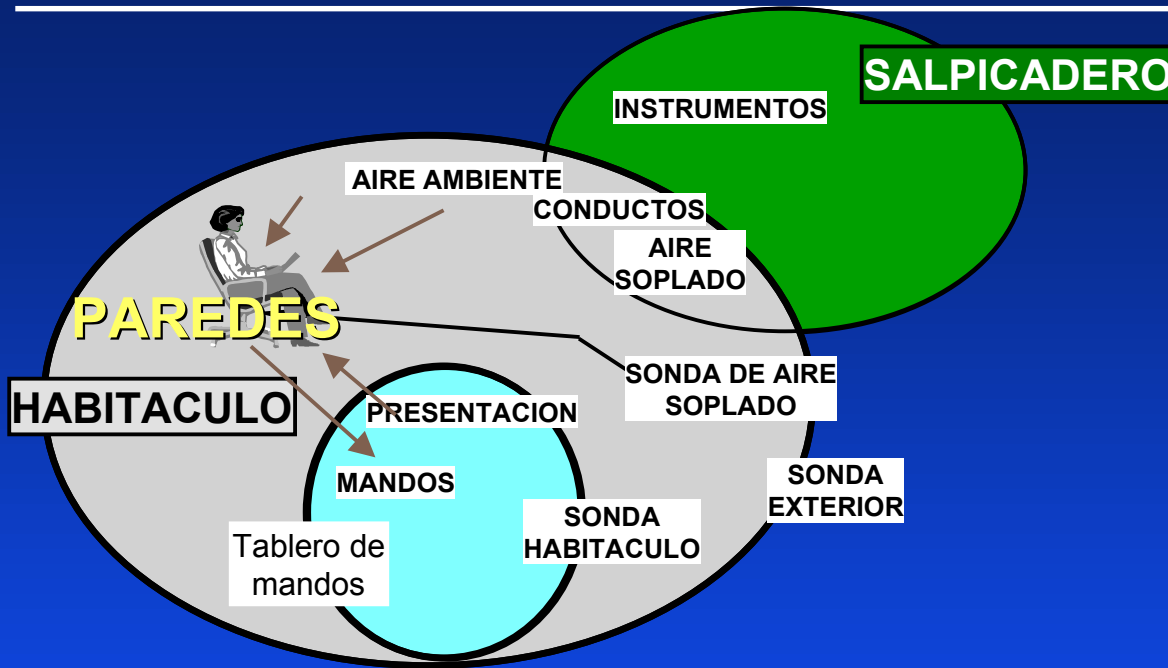 SALPICADERO
INSTRUMENTOS
AIRE AMBIENTE
CONDUCTOS
AIRE
SOPLADO
PAREDES
HABITACULO
SONDA DE AIRE
SOPLADO
PRESENTACION
MANDOS
SONDA
EXTERIOR
SONDA
HABITACULO
Tablero de
mandos